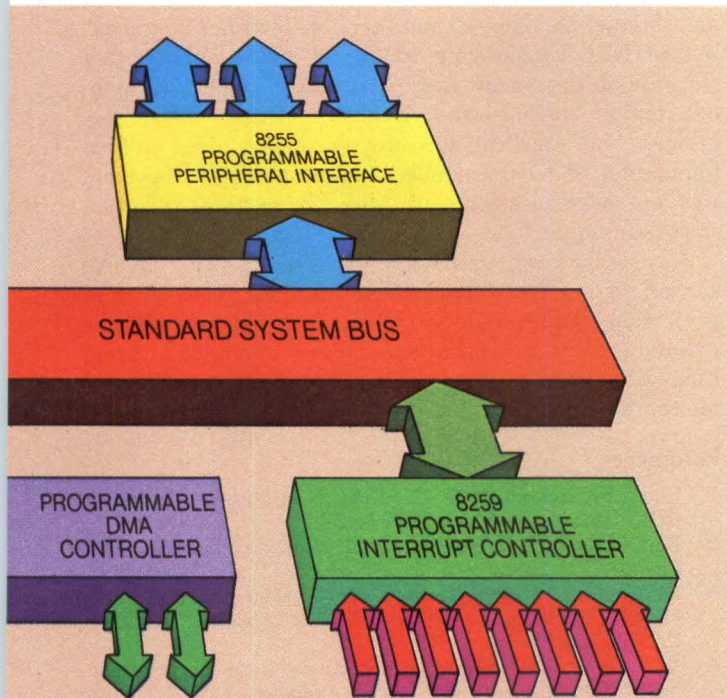 8255
PROGRAMMABLE
PERIPHERAL INTERFACE
STANDARD SYSTEM BUS
PROGRAMMABLE
DMA
CONTROLLER
8259
PROGRAMMABLE
INTERRUPT CONTROLLER